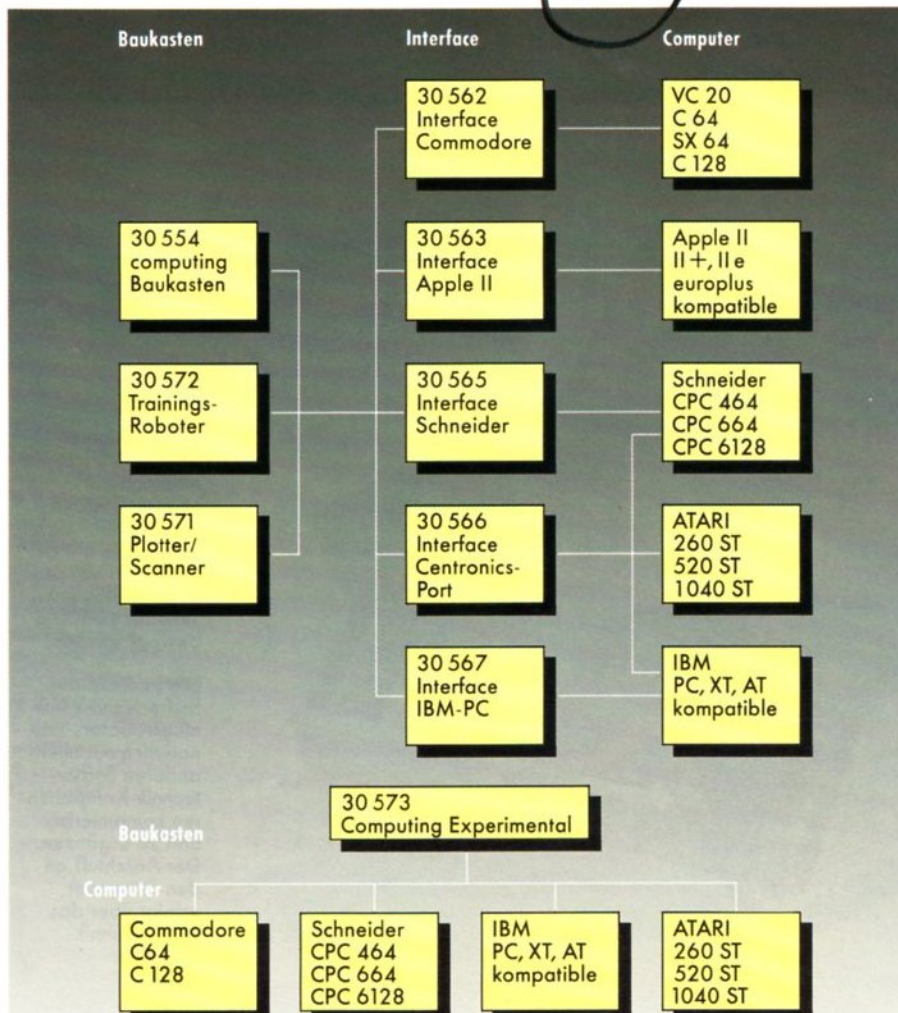 Baukasten
Interface
Computer
30 562
Interface
Commodore
VC 20
C 64
SX 64
C 128
30 554
computing
Baukasten
30 563
Interface
Apple II
Apple II
II +, II e
europlus
kompatible
30 572
Trainings-
Roboter
30 565
Interface
Schneider
Schneider
CPC 464
CPC 664
CPC 6128
30 571
Plotter/
Scanner
30 566
Interface
Centronics-
Port
ATARI
260 ST
520 ST
1040 ST
30 567
Interface
IBM-PC
IBM
PC, XT, AT
kompatible
Baukasten
30 573
Computing Experimental
Computer
Commodore
C64
C 128
Schneider
CPC 464
CPC 664
CPC 6128
IBM
PC, XT, AT
kompatible
ATARI
260 ST
520 ST
1040 ST